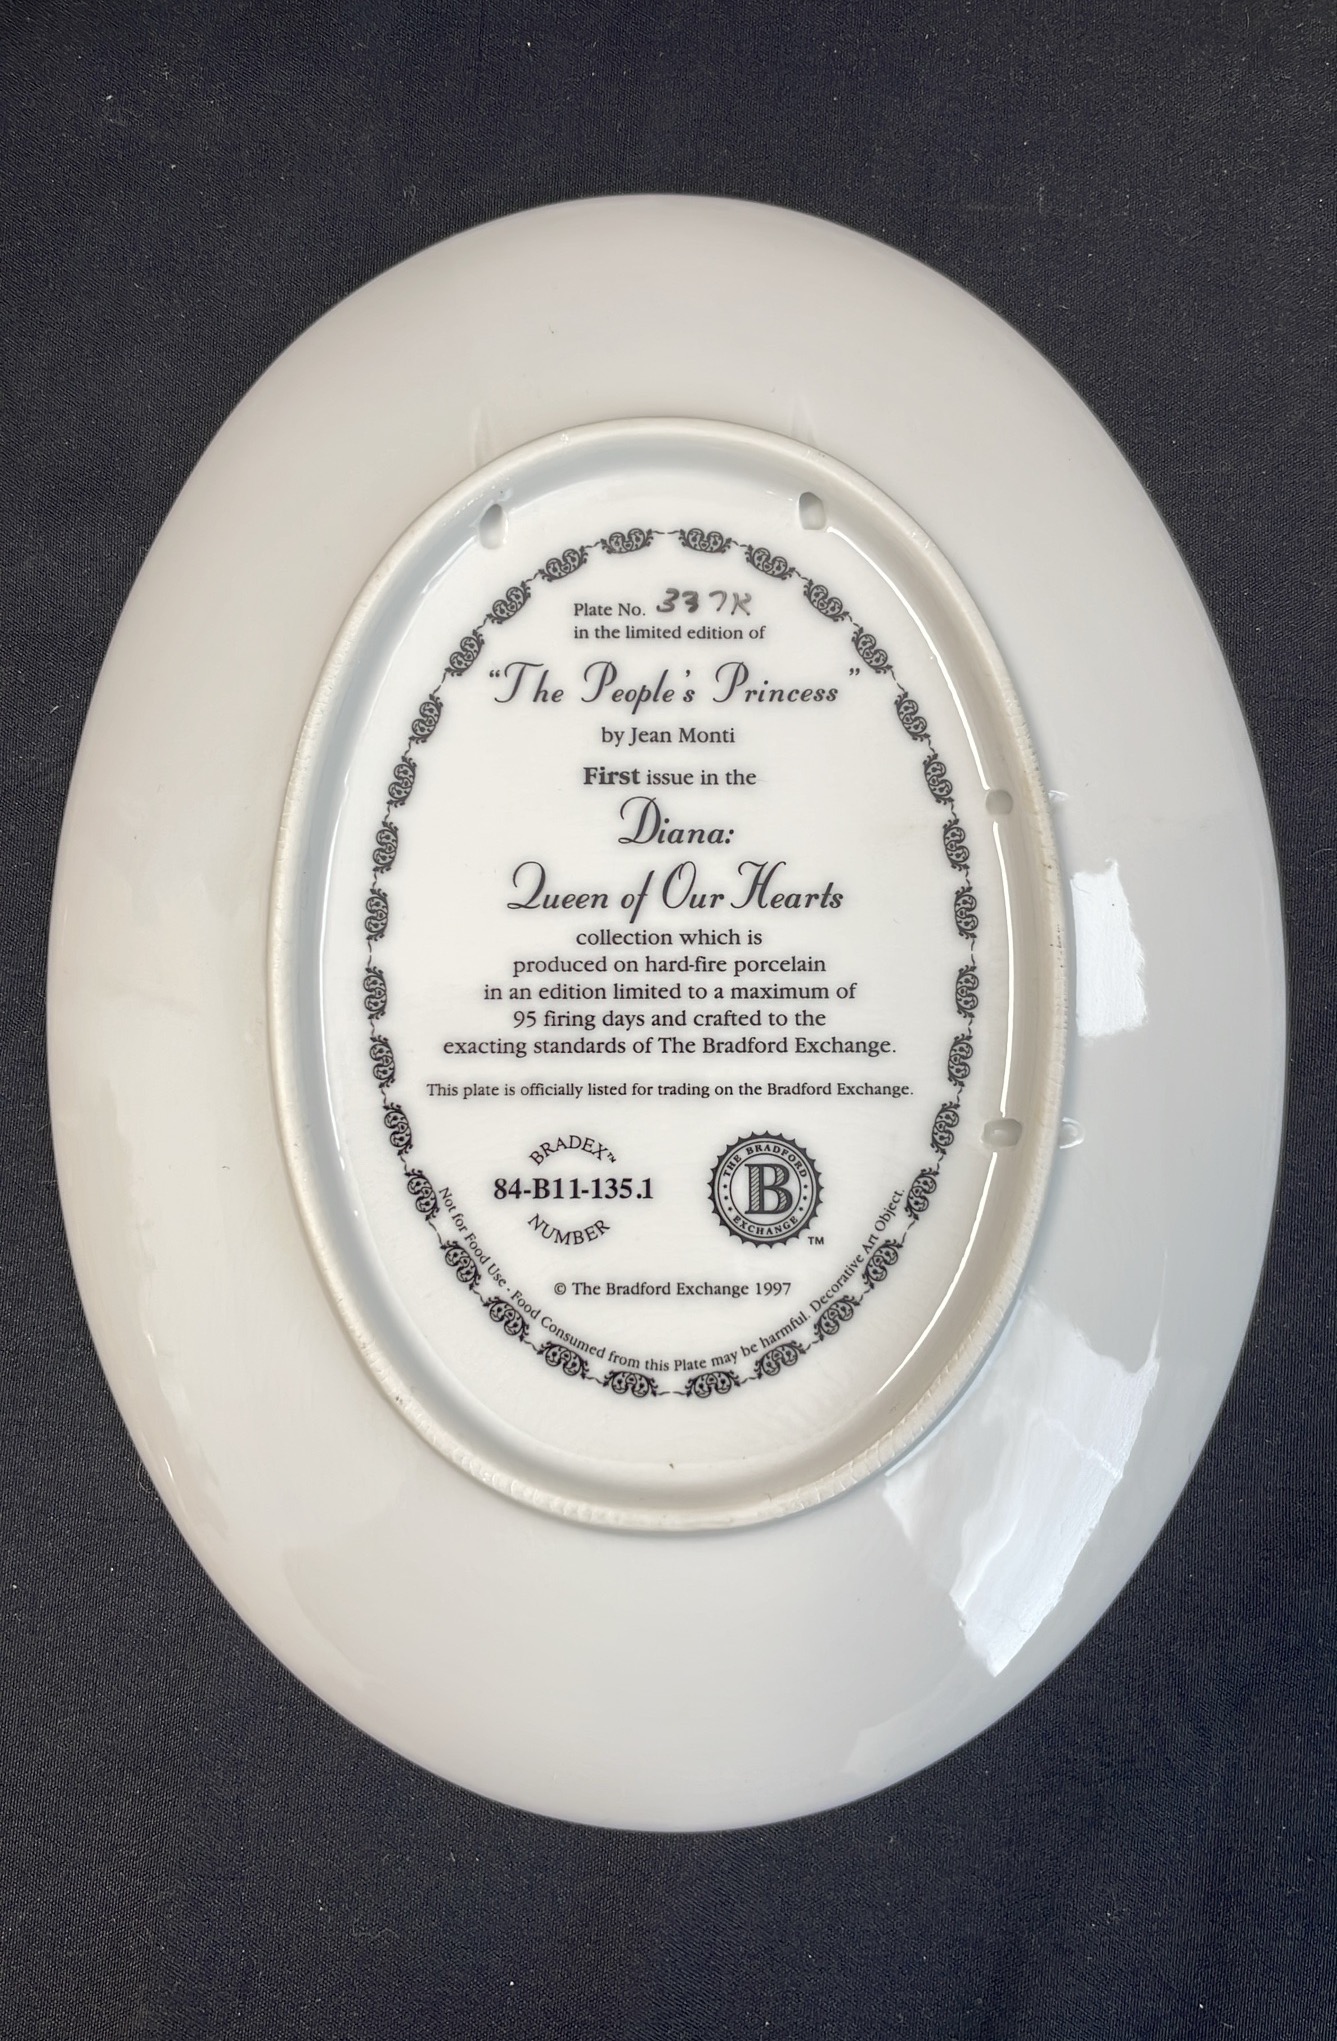 Plate No. 337K
in the limited edition of
“The People's Princess”
by Jean Monti
First issue in the
Diana:
Queen of Our Hearts
collection which is
produced on hard-fire porcelain
in an edition limited to a maximum of
95 firing days and crafted to the
exacting standards of The Bradford Exchange.
This plate is officially listed for trading on the Bradford Exchange.
BRADEX™
84-B11-135.1
NUMBER
THE BRADFORD
B
EXCHANGE
TM
© The Bradford Exchange 1997
Not for Food Use - Food Consumed from this Plate may be harmful. Decorative Art Object.